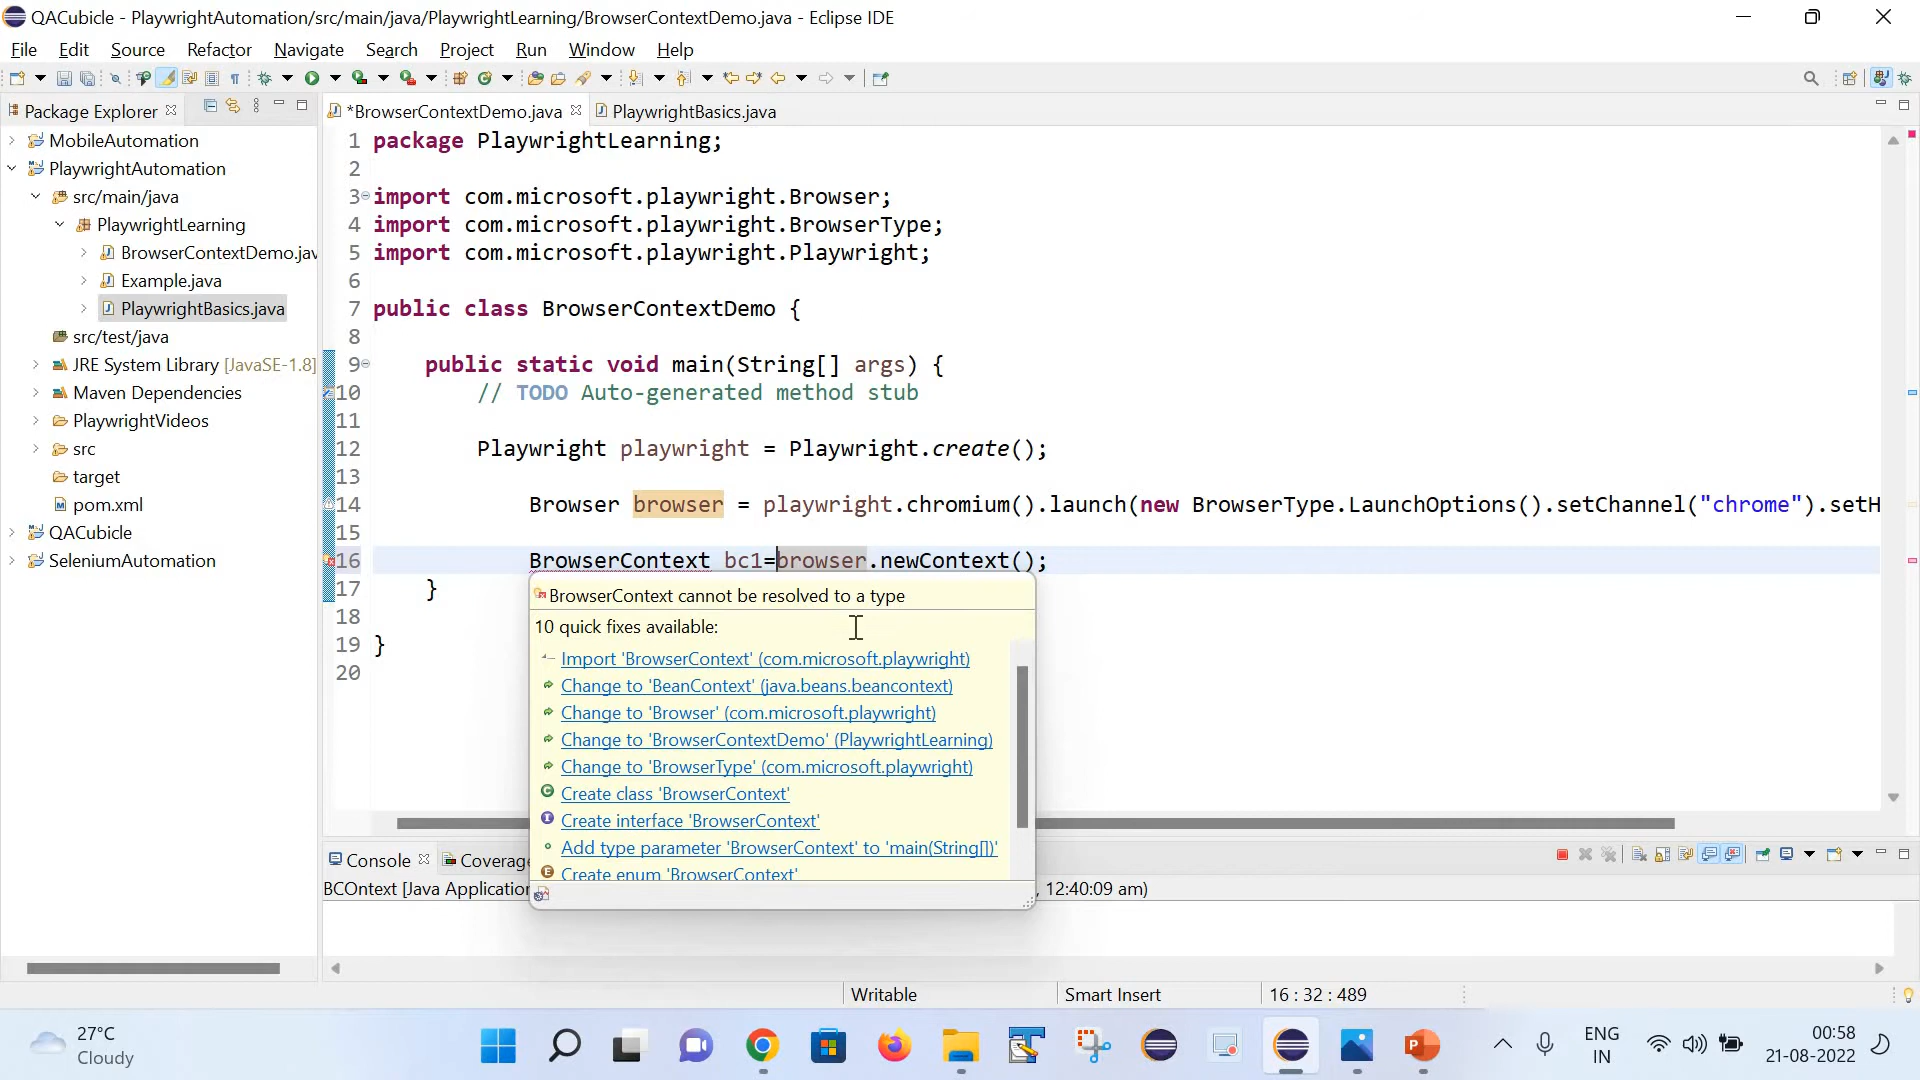 QACubicle - PlaywrightAutomation/src/main/java/PlaywrightLearning/BrowserContextDemo.java - Eclipse IDE
File Edit Source Refactor Navigate Search Project Run Window Help
Package Explorer
MobileAutomation
PlaywrightAutomation
src/main/java
PlaywrightLearning
BrowserContextDemo.jav
Example.java
PlaywrightBasics.java
src/test/java
JRE System Library [JavaSE-1.8]
Maven Dependencies
PlaywrightVideos
src
target
pom.xml
QACubicle
SeleniumAutomation
*BrowserContextDemo.java PlaywrightBasics.java
1 package PlaywrightLearning;
2
3 import com.microsoft.playwright.Browser;
4 import com.microsoft.playwright.BrowserType;
5 import com.microsoft.playwright.Playwright;
6
7 public class BrowserContextDemo {
8
9 public static void main(String[] args) {
10 // TODO Auto-generated method stub
11
12 Playwright playwright = Playwright.create();
13
14 Browser browser = playwright.chromium().launch(new BrowserType.LaunchOptions().setChannel("chrome").setH
15
16 BrowserContext bc1=browser.newContext();
17 }
18
19 }
20
BrowserContext cannot be resolved to a type
10 quick fixes available:
Import 'BrowserContext' (com.microsoft.playwright)
Change to 'BeanContext' (java.beans.beancontext)
Change to 'Browser' (com.microsoft.playwright)
Change to 'BrowserContextDemo' (PlaywrightLearning)
Change to 'BrowserType' (com.microsoft.playwright)
Create class 'BrowserContext'
Create interface 'BrowserContext'
Add type parameter 'BrowserContext' to 'main(String[])'
Create enum 'BrowserContext'
Console Coverag
BCOntext [Java Application , 12:40:09 am)
Writable Smart Insert 16 : 32 : 489
27°C
Cloudy
ENG
IN
00:58
21-08-2022